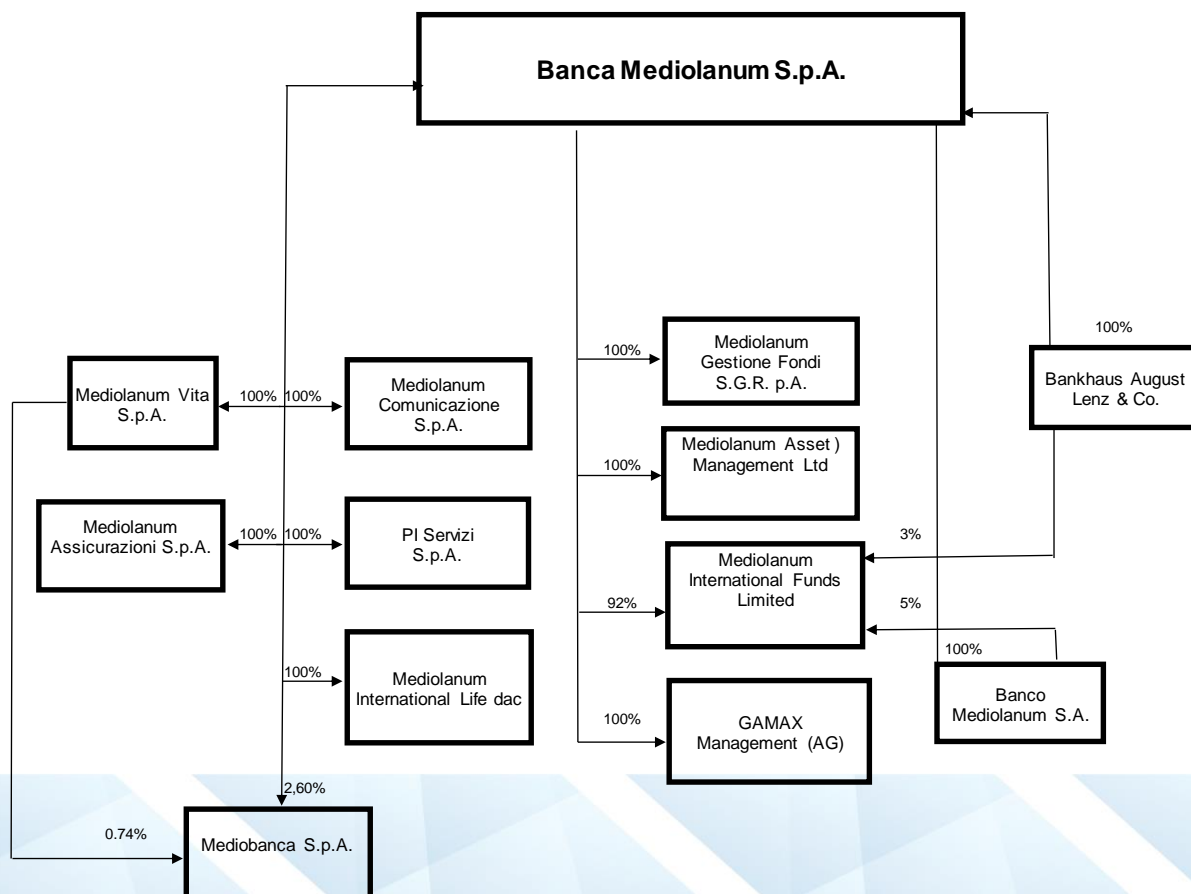 Banca Mediolanum S.p.A.
100%
Mediolanum
Gestione Fondi
S.G.R. p.A.
100%
Bankhaus August
Lenz & Co.
Mediolanum Vita
S.p.A.
100%
100%
Mediolanum
Comunicazione
S.p.A.
100%
Mediolanum Asset )
Management Ltd
Mediolanum
Assicurazioni S.p.A.
100%
100%
PI Servizi
S.p.A.
92%
Mediolanum
International Funds
Limited
3%
5%
100%
Mediolanum
International Life dac
100%
GAMAX
Management (AG)
100%
Banco
Mediolanum S.A.
2,60%
0.74%
Mediobanca S.p.A.